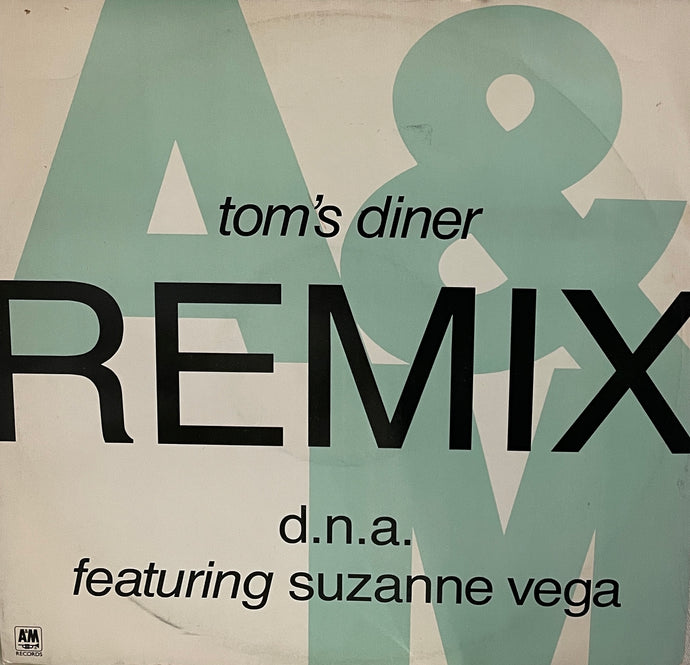 A&
tom's diner
REMIX
M
d.n.a.
featuring suzanne vega
A&M
RECORDS